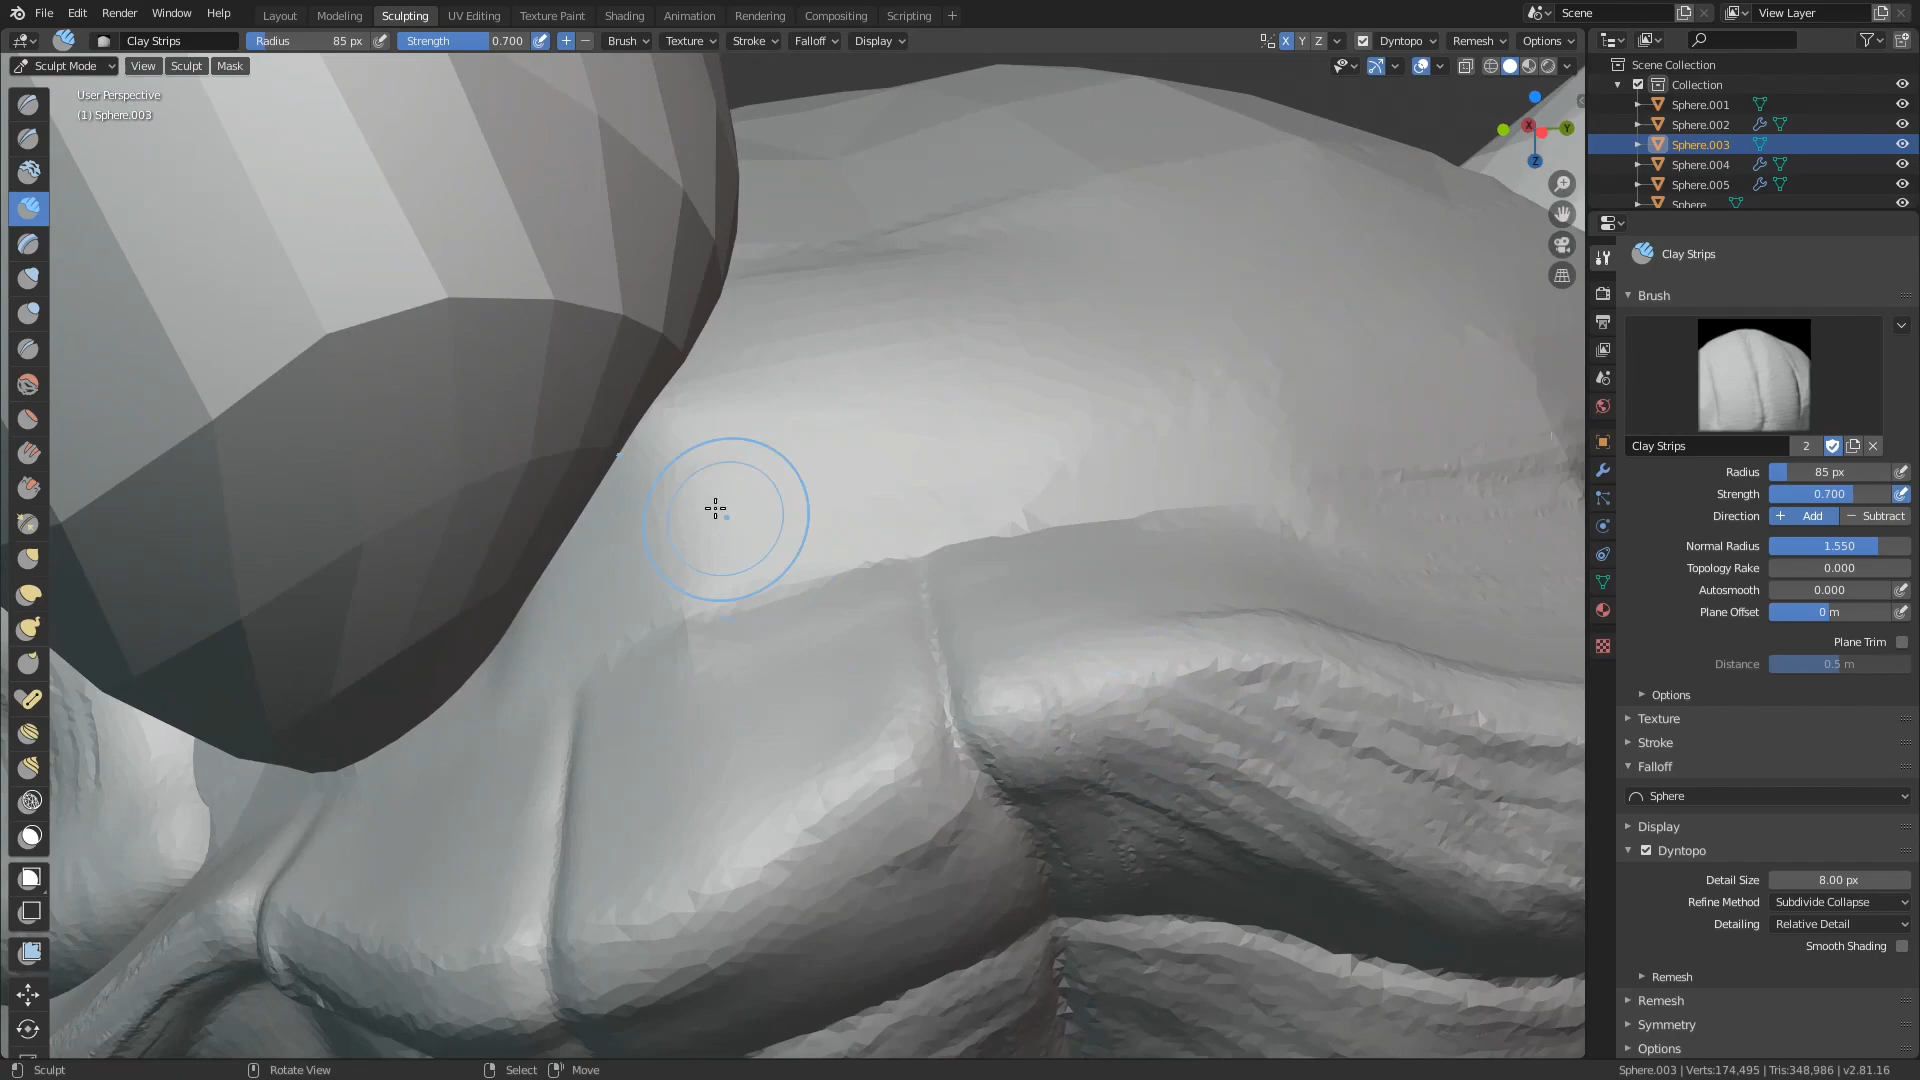 File Edit Render Window Help Layout Modeling Sculpting UV Editing Texture Paint Shading Animation Rendering Compositing Scripting + Scene View Layer
Clay Strips Radius 85 px Strength 0.700 + − Brush Texture Stroke Falloff Display X Y Z Dyntopo Remesh Options
Sculpt Mode View Sculpt Mask
User Perspective
(1) Sphere.003
X Y Z
Scene Collection
Collection
Sphere.001
Sphere.002
Sphere.003
Sphere.004
Sphere.005
Sphere
Clay Strips
Brush
Clay Strips 2
Radius 85 px
Strength 0.700
Direction + Add − Subtract
Normal Radius 1.550
Topology Rake 0.000
Autosmooth 0.000
Plane Offset 0 m
Plane Trim
Distance 0.5 m
Options
Texture
Stroke
Falloff
Sphere
Display
Dyntopo
Detail Size 8.00 px
Refine Method Subdivide Collapse
Detailing Relative Detail
Smooth Shading
Remesh
Remesh
Symmetry
Options
Sculpt Rotate View Select Move Sphere.003 | Verts:174,495 | Tris:348,986 | v2.81.16